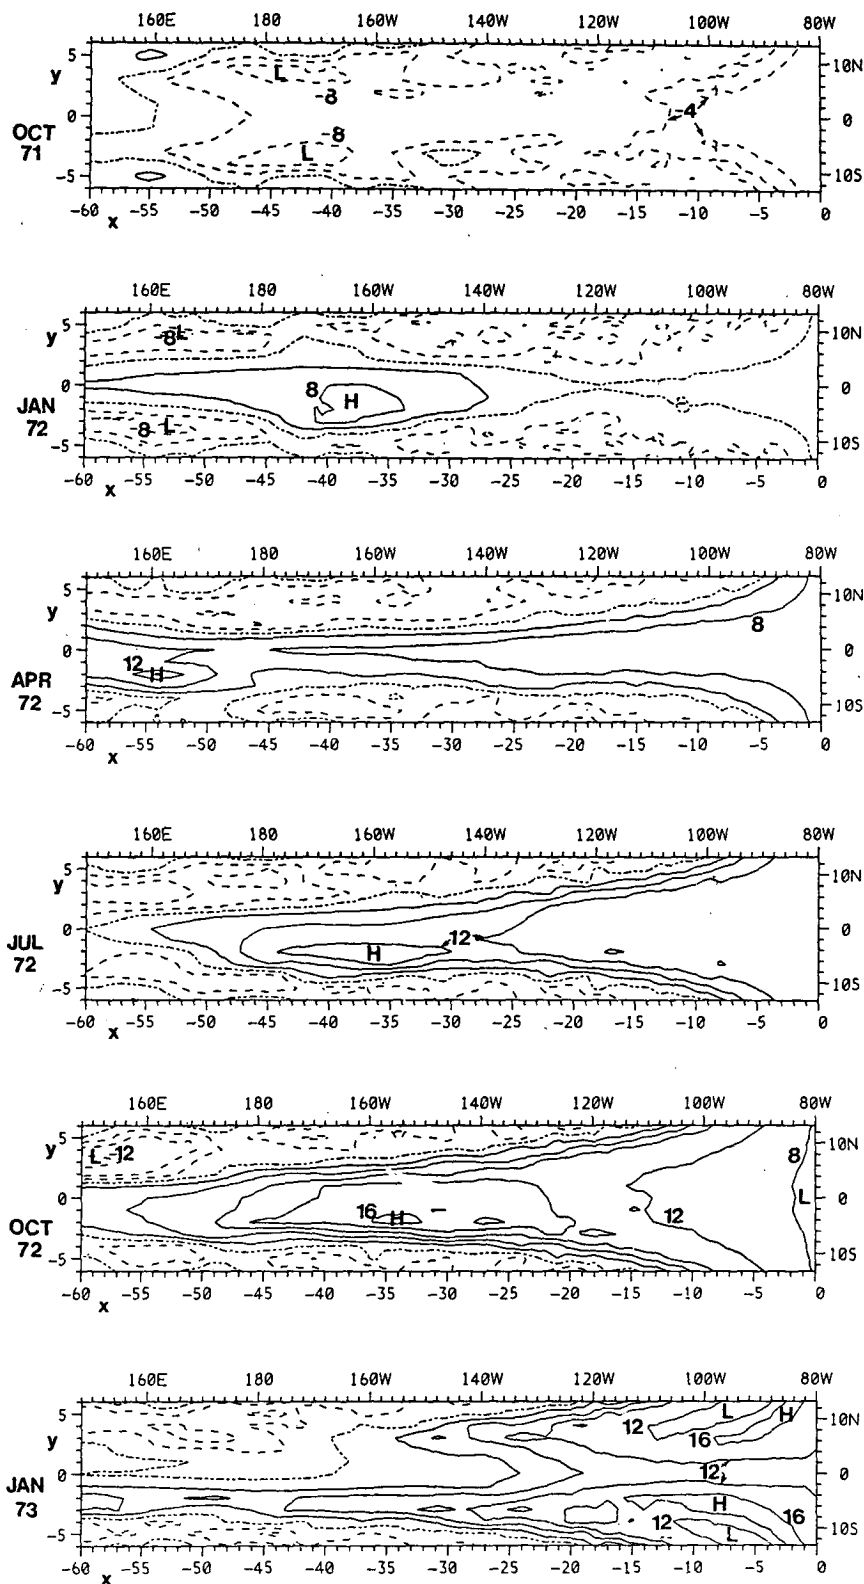 160E 180 160W 140W 120W 100W 80W
5 10N
y L
-8
0 -4 0
OCT -8
71 L
-5 10S
-60 -55 -50 -45 -40 -35 -30 -25 -20 -15 -10 -5 0
x
160E 180 160W 140W 120W 100W 80W
5 10N
y -8 L
0 8 0
H
JAN
72 -8 L
-5 10S
-60 -55 -50 -45 -40 -35 -30 -25 -20 -15 -10 -5 0
x
160E 180 160W 140W 120W 100W 80W
5 10N
y 8
0 0
12
H
APR
72
-5 10S
-60 -55 -50 -45 -40 -35 -30 -25 -20 -15 -10 -5 0
x
160E 180 160W 140W 120W 100W 80W
5 10N
y
0 0
12
JUL H
72
-5 10S
-60 -55 -50 -45 -40 -35 -30 -25 -20 -15 -10 -5 0
x
160E 180 160W 140W 120W 100W 80W
5 10N
y L -12 8
0 L 0
16 H 12
OCT
72
-5 10S
-60 -55 -50 -45 -40 -35 -30 -25 -20 -15 -10 -5 0
x
160E 180 160W 140W 120W 100W 80W
5 L H 10N
12
y 16
0 12 0
JAN H
73 12 16
-5 L 10S
-60 -55 -50 -45 -40 -35 -30 -25 -20 -15 -10 -5 0
x